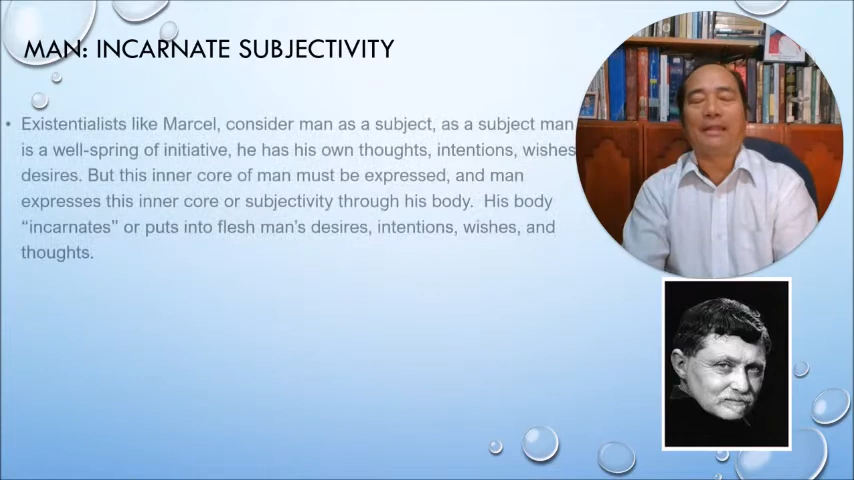 MAN: INCARNATE SUBJECTIVITY
• Existentialists like Marcel, consider man as a subject, as a subject man
is a well-spring of initiative, he has his own thoughts, intentions, wishes
desires. But this inner core of man must be expressed, and man
expresses this inner core or subjectivity through his body.  His body
“incarnates” or puts into flesh man’s desires, intentions, wishes, and
thoughts.